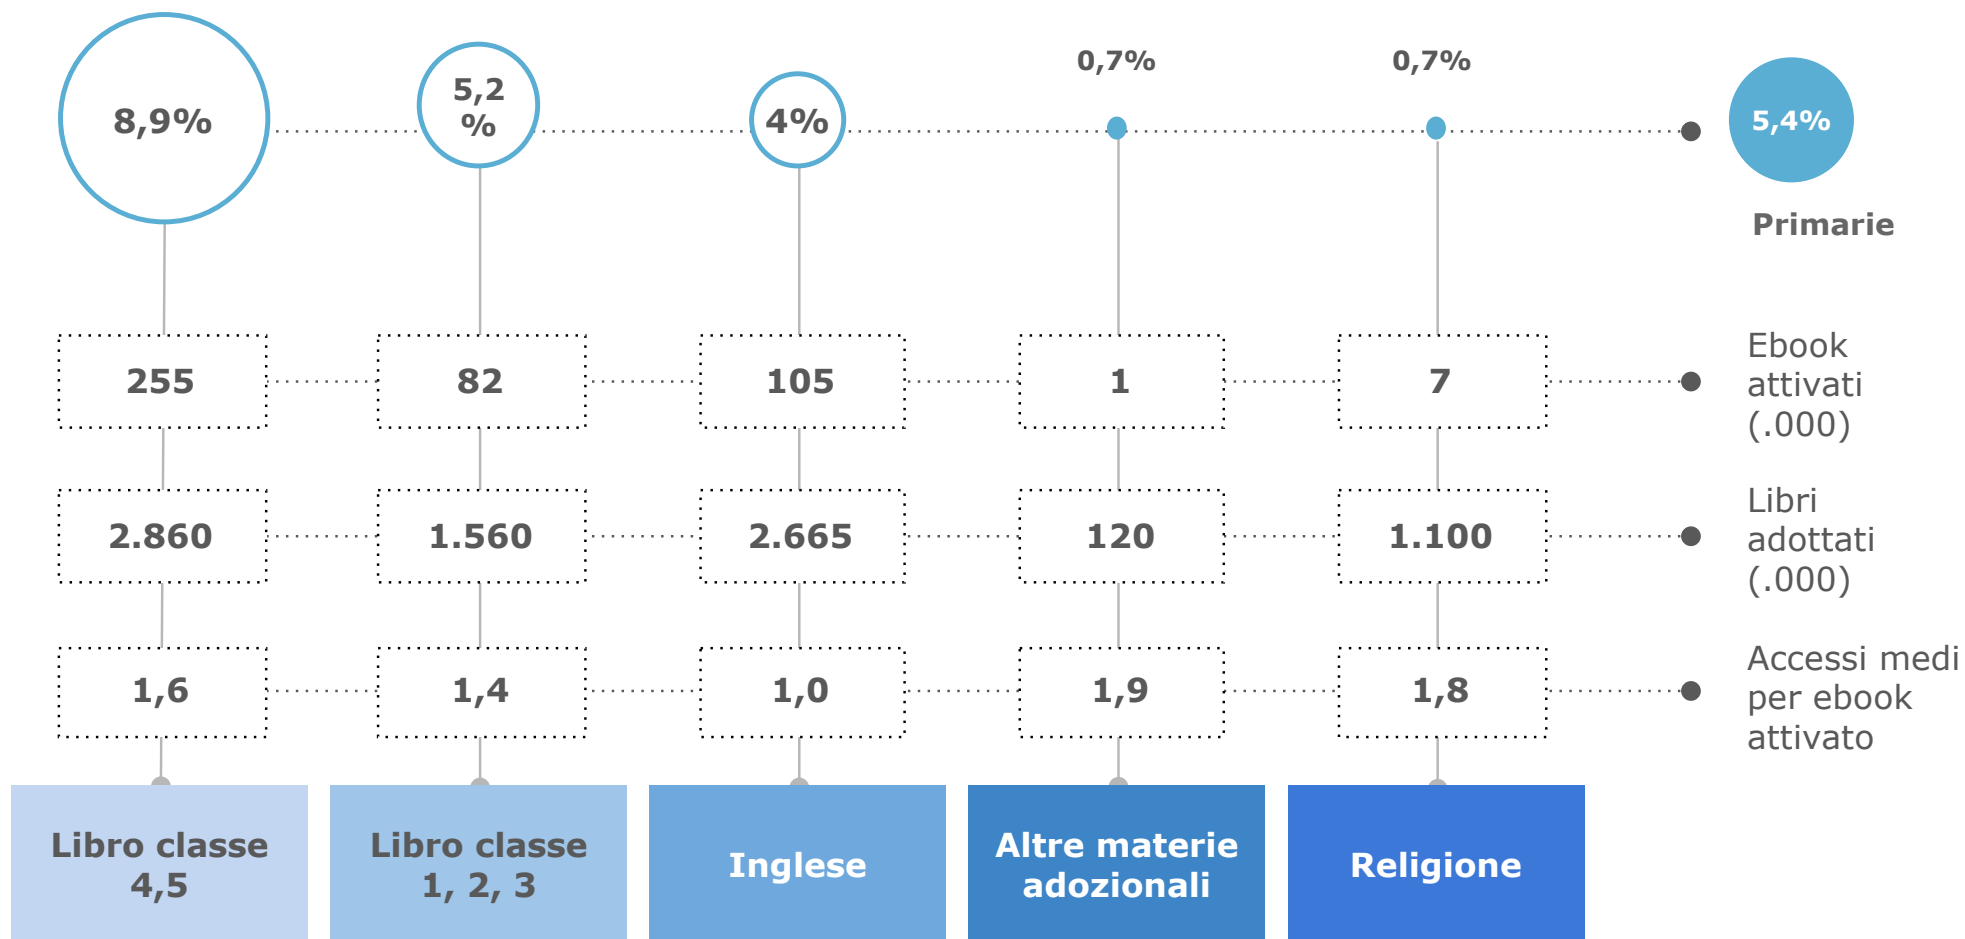 8,9%
5,2
%
4%
0,7%
0,7%
5,4%
Primarie
255
82
105
1
7
Ebook
attivati
(.000)
2.860
1.560
2.665
120
1.100
Libri
adottati
(.000)
1,6
1,4
1,0
1,9
1,8
Accessi medi
per ebook
attivato
Libro classe
4,5
Libro classe
1, 2, 3
Inglese
Altre materie
adozionali
Religione